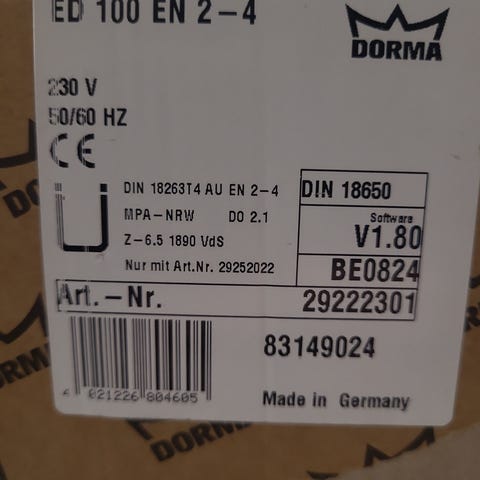 ED 100 EN 2-4
DORMA
230 V
50/60 HZ
CE
DIN 18263T4 AU EN 2-4
MPA-NRW DO 2.1
Z-6.5 1890 VdS
Nur mit Art.Nr. 29252022
DIN 18650
Software
V1.80
BE0824
Art.-Nr. 29222301
83149024
4 021226 804605
Made in Germany
DORMA